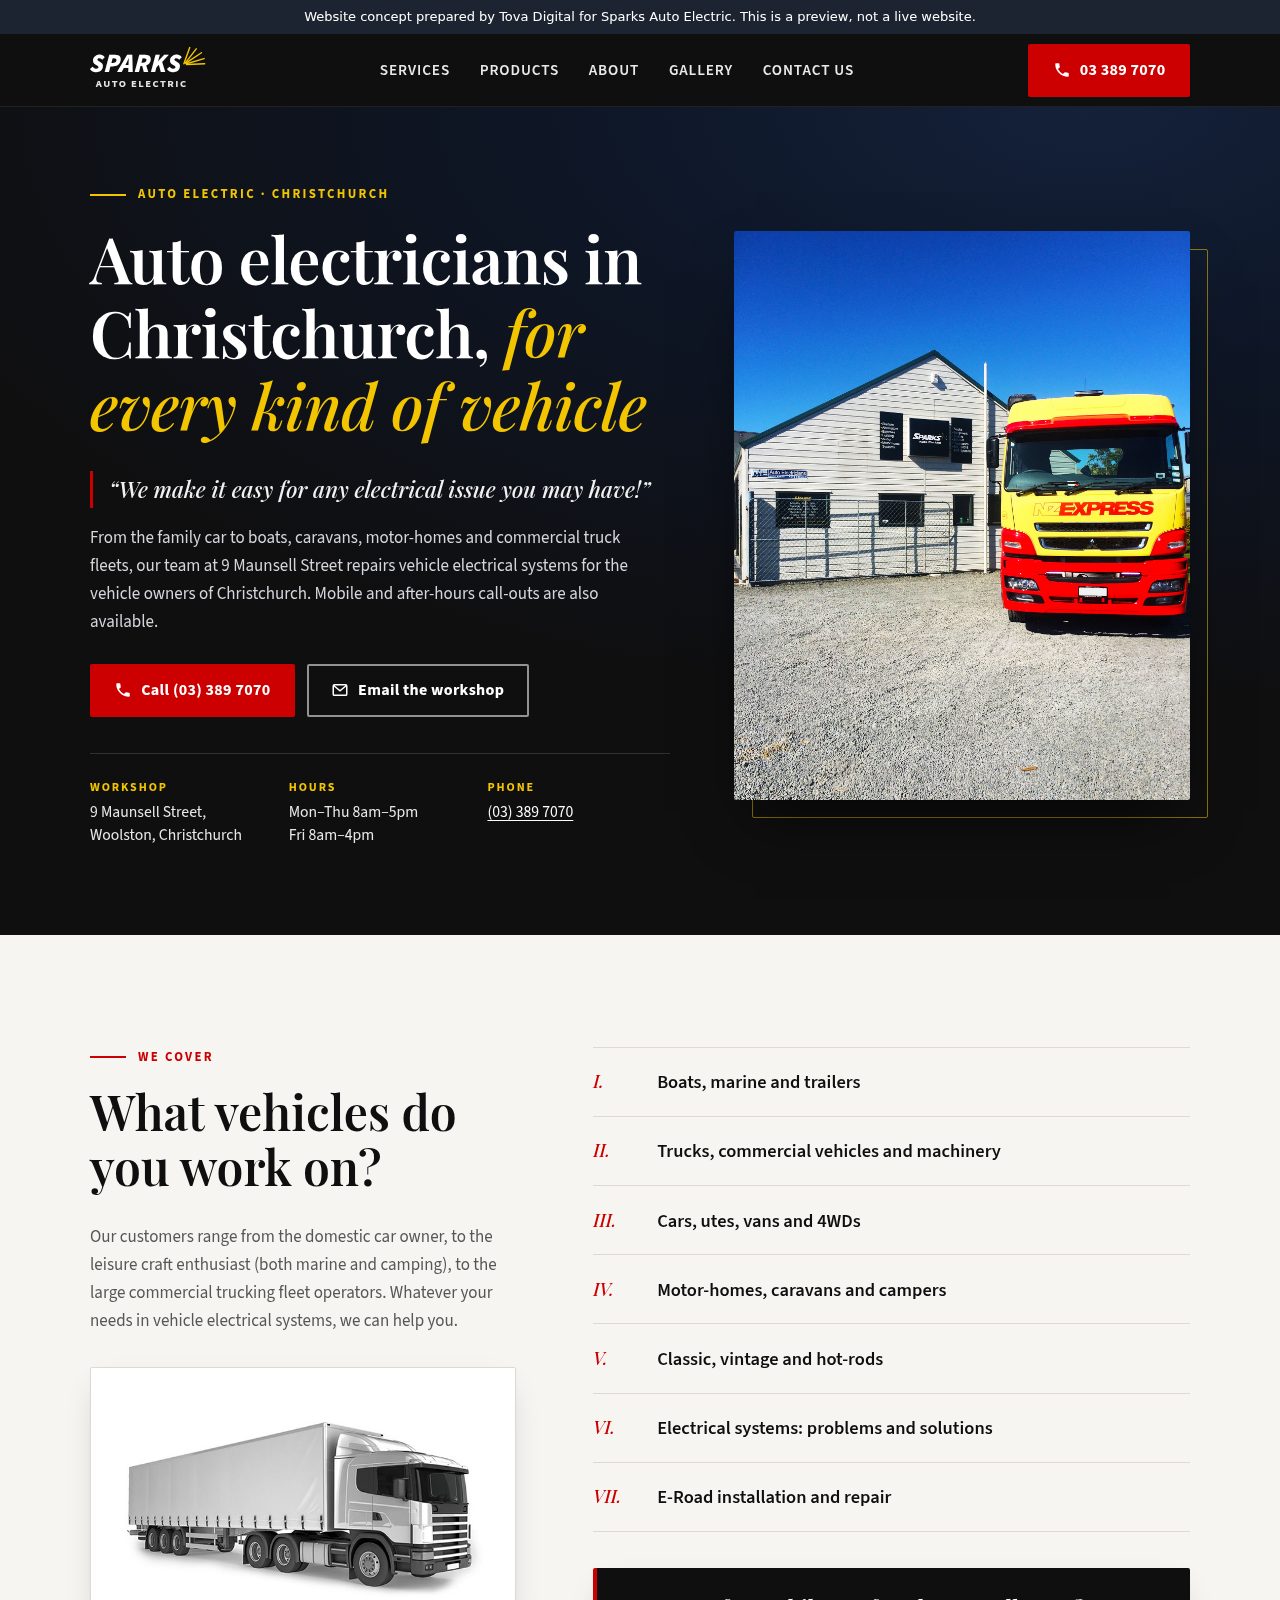 Website concept prepared by Tova Digital for Sparks Auto Electric. This is a preview, not a live website.
SPARKS
AUTO ELECTRIC
SERVICES
PRODUCTS
ABOUT
GALLERY
CONTACT US
03 389 7070
AUTO ELECTRIC · CHRISTCHURCH
Auto electricians in
Christchurch, for
every kind of vehicle
“We make it easy for any electrical issue you may have!”
From the family car to boats, caravans, motor-homes and commercial truck
fleets, our team at 9 Maunsell Street repairs vehicle electrical systems for the
vehicle owners of Christchurch. Mobile and after-hours call-outs are also
available.
Call (03) 389 7070
Email the workshop
WORKSHOP
9 Maunsell Street,
Woolston, Christchurch
HOURS
Mon–Thu 8am–5pm
Fri 8am–4pm
PHONE
(03) 389 7070
SPARKS
NZ EXPRESS
WE COVER
What vehicles do
you work on?
Our customers range from the domestic car owner, to the
leisure craft enthusiast (both marine and camping), to the
large commercial trucking fleet operators. Whatever your
needs in vehicle electrical systems, we can help you.
I. Boats, marine and trailers
II. Trucks, commercial vehicles and machinery
III. Cars, utes, vans and 4WDs
IV. Motor-homes, caravans and campers
V. Classic, vintage and hot-rods
VI. Electrical systems: problems and solutions
VII. E-Road installation and repair